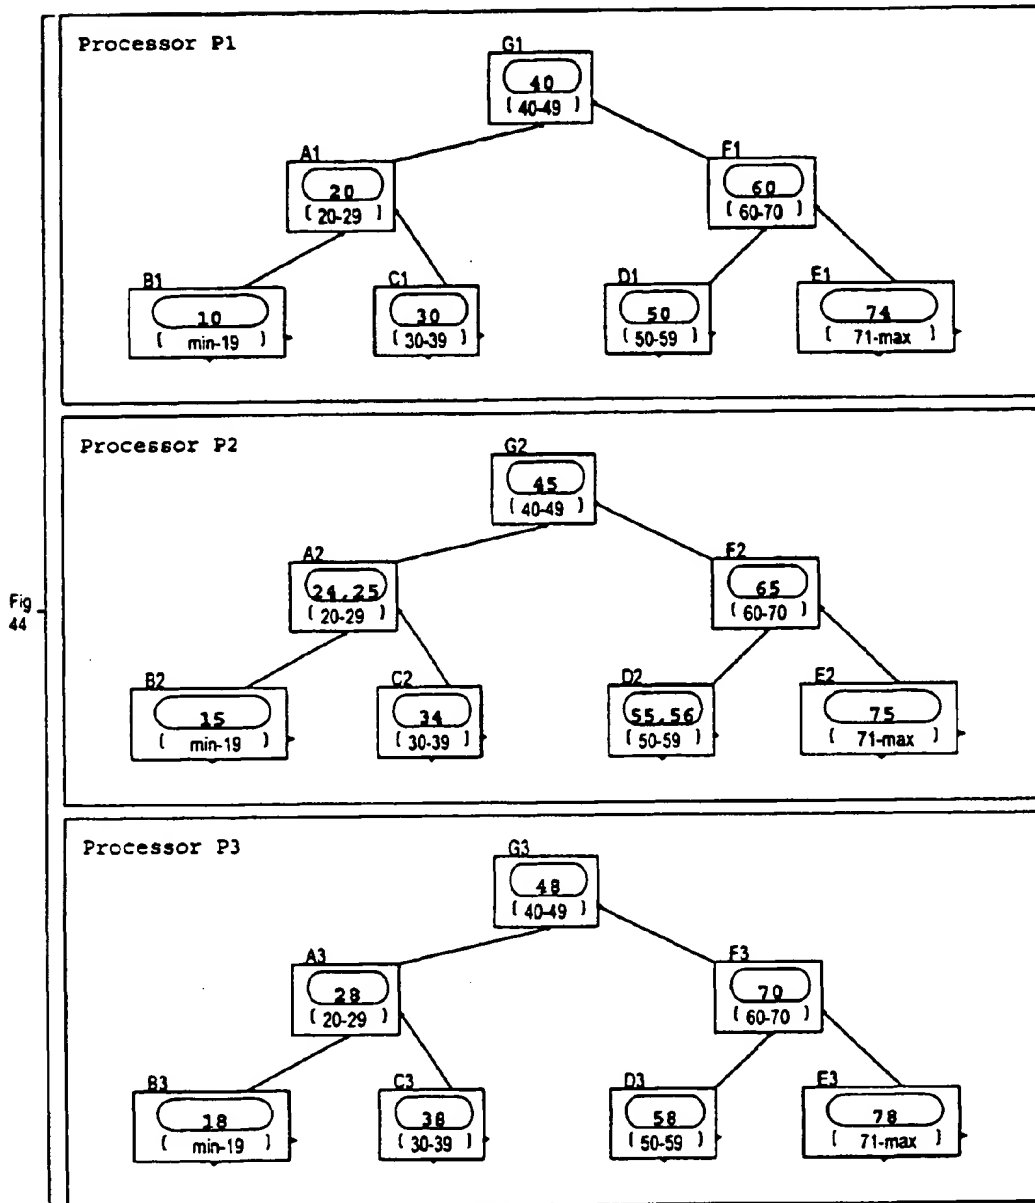 Processor P1
G1
40
( 40-49 )
A1
20
( 20-29 )
F1
60
( 60-70 )
B1
10
( min-19 )
C1
30
( 30-39 )
D1
50
( 50-59 )
E1
74
( 71-max )
Processor P2
G2
45
( 40-49 )
A2
24,25
( 20-29 )
F2
65
( 60-70 )
Fig
44
B2
15
( min-19 )
C2
34
( 30-39 )
D2
55,56
( 50-59 )
E2
75
( 71-max )
Processor P3
G3
48
( 40-49 )
A3
28
( 20-29 )
F3
70
( 60-70 )
B3
18
( min-19 )
C3
38
( 30-39 )
D3
58
( 50-59 )
E3
78
( 71-max )